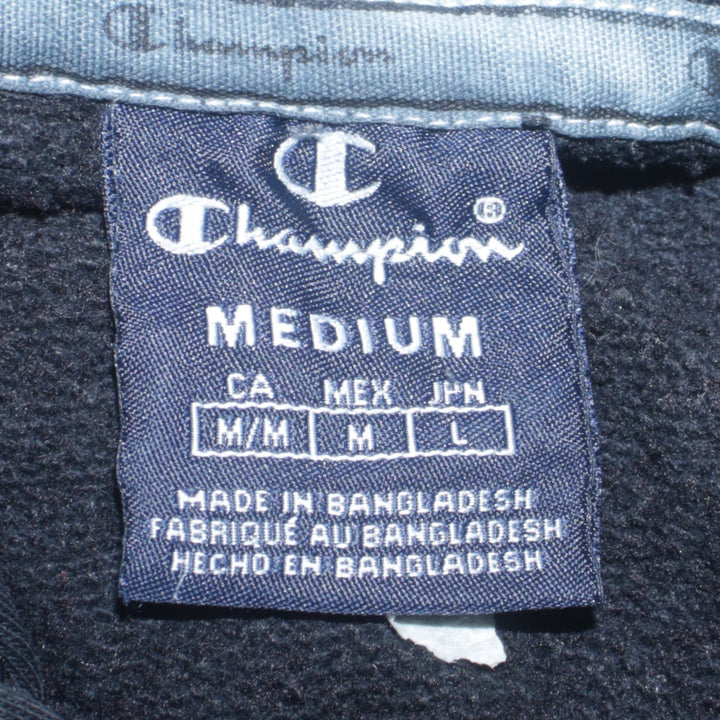 Champion
Champion®
MEDIUM
CA MEX JPN
M/M M L
MADE IN BANGLADESH
FABRIQUÉ AU BANGLADESH
HECHO EN BANGLADESH